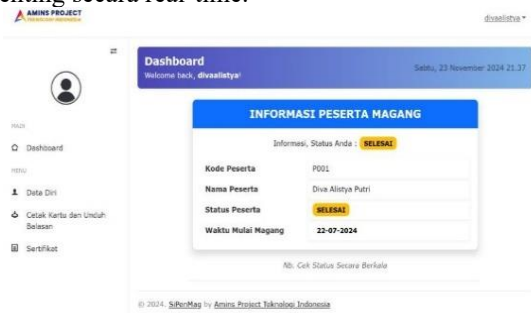 enting secara real-time.
AMINS PROJECT
divaalistya
Dashboard
Welcome back, divaalistya!
Sabtu, 23 November 2024 21.37
INFORMASI PESERTA MAGANG
Informasi, Status Anda : SELESAI
MAIN
Dashboard
MENU
Data Diri
Cetak Kartu dan Unduh
Balasan
Sertifikat
Kode Peserta P001
Nama Peserta Diva Alistya Putri
Status Peserta SELESAI
Waktu Mulai Magang 22-07-2024
Nb: Cek Status Secara Berkala
© 2024. SiPenMag by Amins Project Teknologi Indonesia